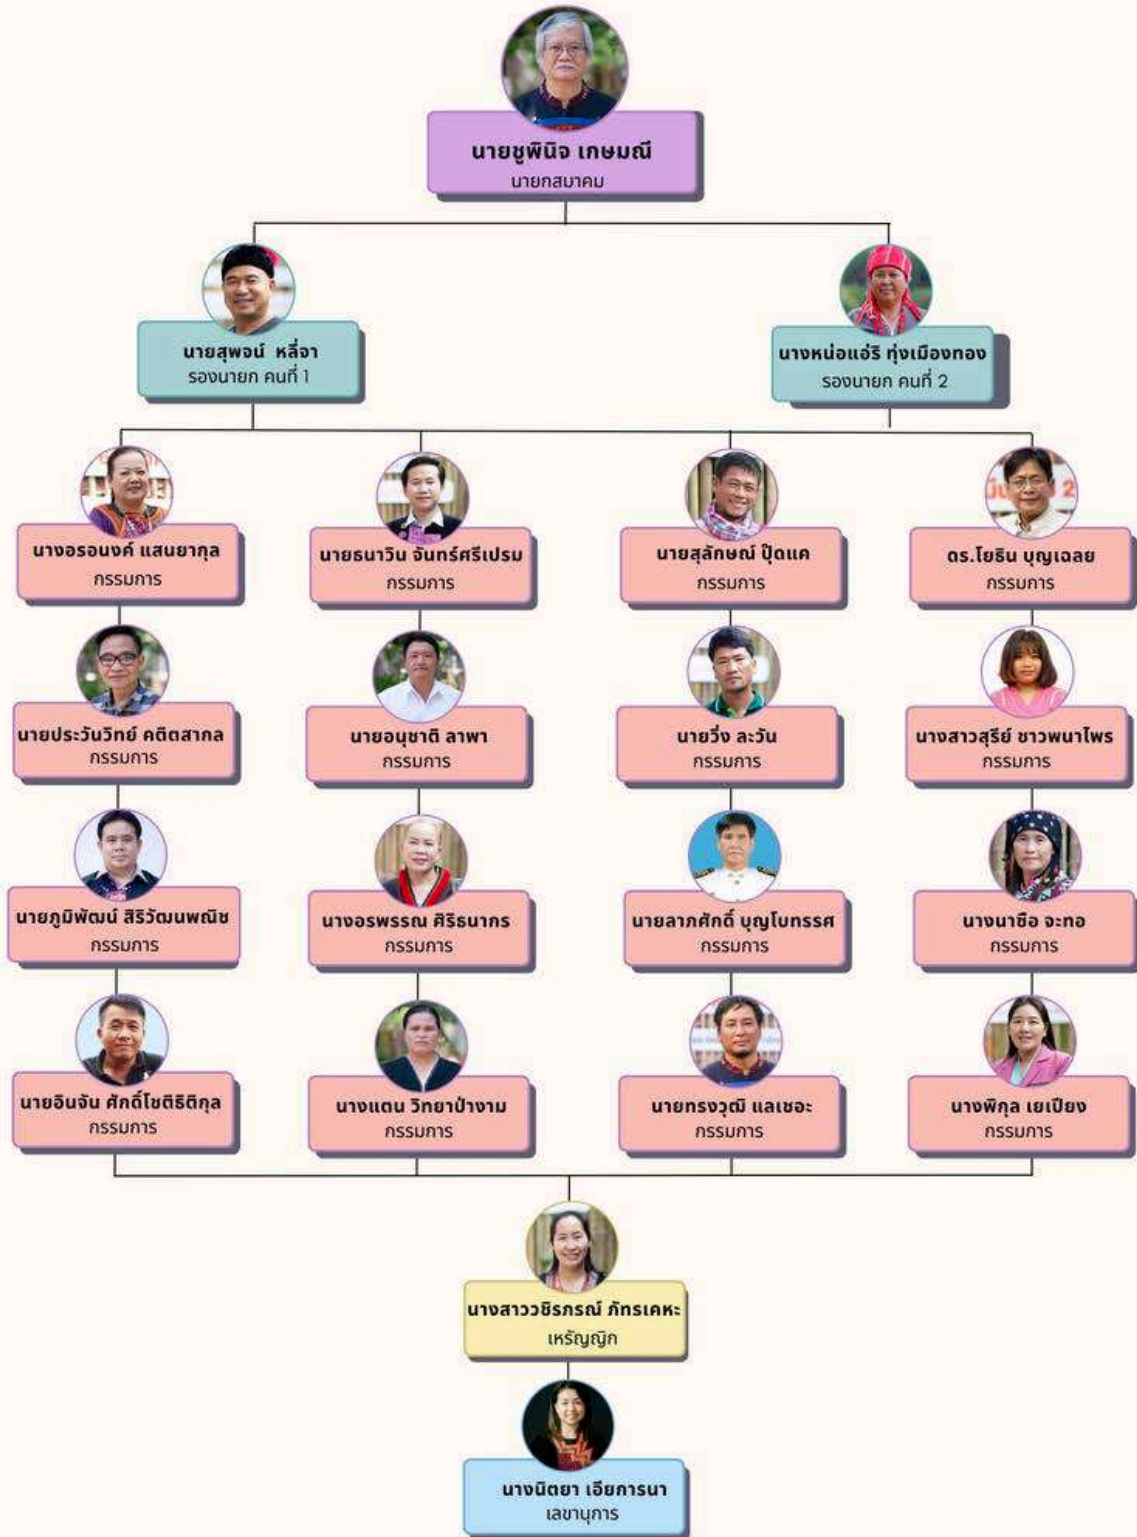 นายชูพินิจ เกษมณี
นายกสมาคม
นายสุพจน์ หลี่จา
รองนายก คนที่ 1
นางหน่อแอ่ริ ทุ่งเมืองทอง
รองนายก คนที่ 2
นางอรอนงค์ แสนยากุล
กรรมการ
นายธนาวิน จันทร์ศรีเปรม
กรรมการ
นายสุลักษณ์ ปุ๊ดแค
กรรมการ
ดร.โยธิน บุญเฉลย
กรรมการ
นายประวันวิทย์ คติตสากล
กรรมการ
นายอนุชาติ ลาพา
กรรมการ
นายวึ่ง ละวัน
กรรมการ
นางสาวสุรีย์ ชาวพนาไพร
กรรมการ
นายภูมิพัฒน์ สิริวัฒนพณิช
กรรมการ
นางอรพรรณ ศิริธนากร
กรรมการ
นายลาภศักดิ์ บุญโบทรรศ
กรรมการ
นางนาซือ จะทอ
กรรมการ
นายอินจัน ศักดิ์โชติธิติกุล
กรรมการ
นางแตน วิทยาป่างาม
กรรมการ
นายทรงวุฒิ แลเชอะ
กรรมการ
นางพิกุล เยเปียง
กรรมการ
นางสาววชิรภรณ์ ภัทรเคหะ
เหรัญญิก
นางนิตยา เอียการนา
เลขานุการ